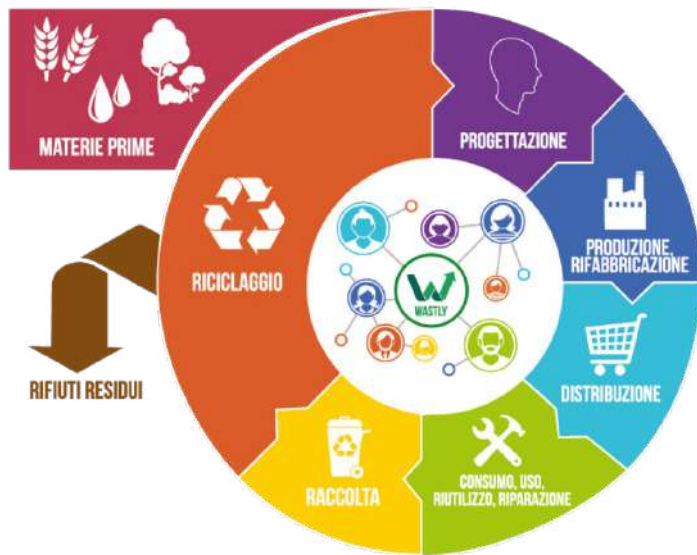 MATERIE PRIME
PROGETTAZIONE
PRODUZIONE,
RIFABBRICAZIONE
DISTRIBUZIONE
CONSUMO, USO,
RIUTILIZZO, RIPARAZIONE
RACCOLTA
RICICLAGGIO
RIFIUTI RESIDUI
W
WASTLY